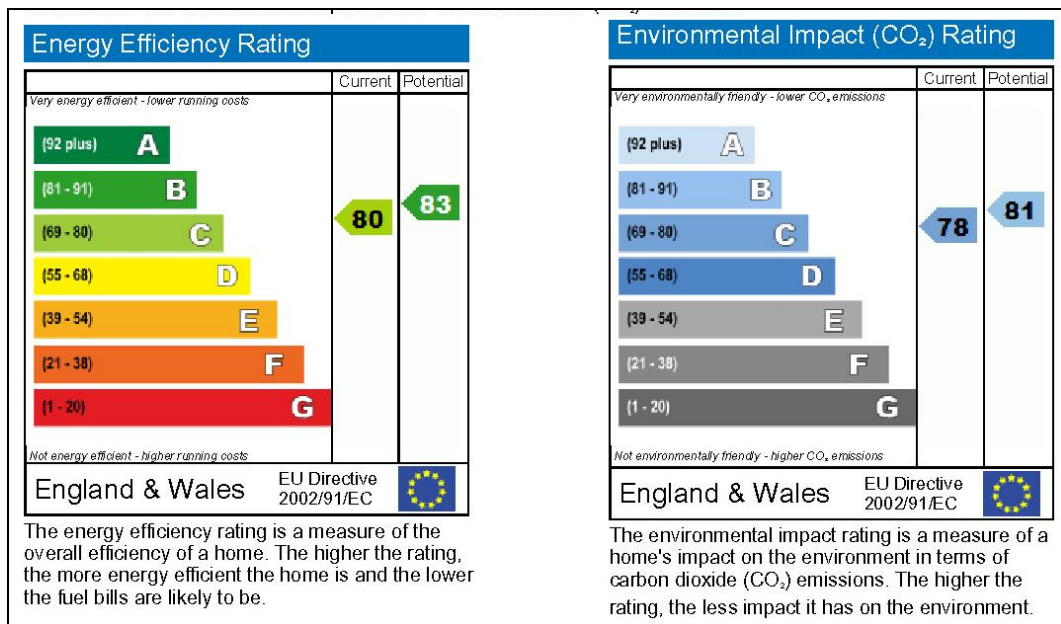 Energy Efficiency Rating
Current Potential
Very energy efficient - lower running costs
(92 plus) A
(81 - 91) B
(69 - 80) C
(55 - 68) D
(39 - 54) E
(21 - 38) F
(1 - 20) G
80
83
Not energy efficient - higher running costs
England & Wales
EU Directive
2002/91/EC
The energy efficiency rating is a measure of the
overall efficiency of a home. The higher the rating,
the more energy efficient the home is and the lower
the fuel bills are likely to be.
Environmental Impact (CO₂) Rating
Current Potential
Very environmentally friendly - lower CO₂ emissions
(92 plus) A
(81 - 91) B
(69 - 80) C
(55 - 68) D
(39 - 54) E
(21 - 38) F
(1 - 20) G
78
81
Not environmentally friendly - higher CO₂ emissions
England & Wales
EU Directive
2002/91/EC
The environmental impact rating is a measure of a
home's impact on the environment in terms of
carbon dioxide (CO₂) emissions. The higher the
rating, the less impact it has on the environment.